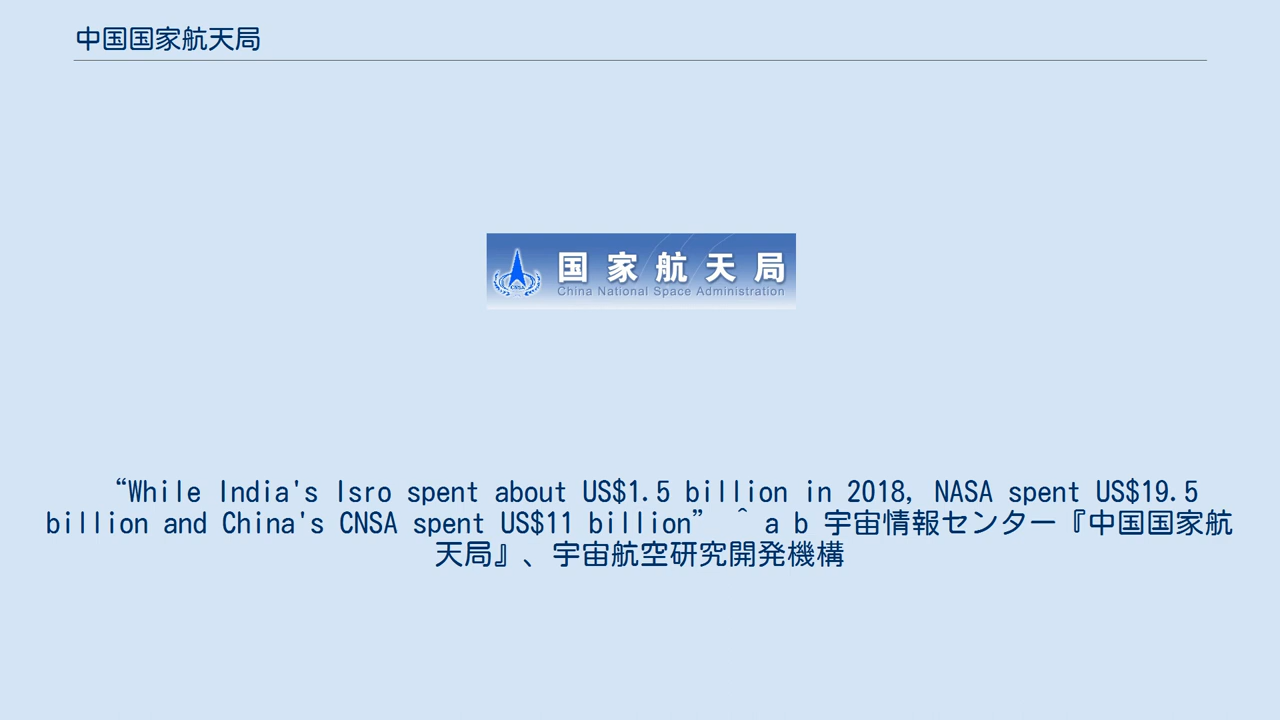 中国国家航天局
国家航天局
China National Space Administration
“While India's Isro spent about US$1.5 billion in 2018, NASA spent US$19.5
billion and China's CNSA spent US$11 billion” ^ a b 宇宙情報センター『中国国家航
天局』、宇宙航空研究開発機構